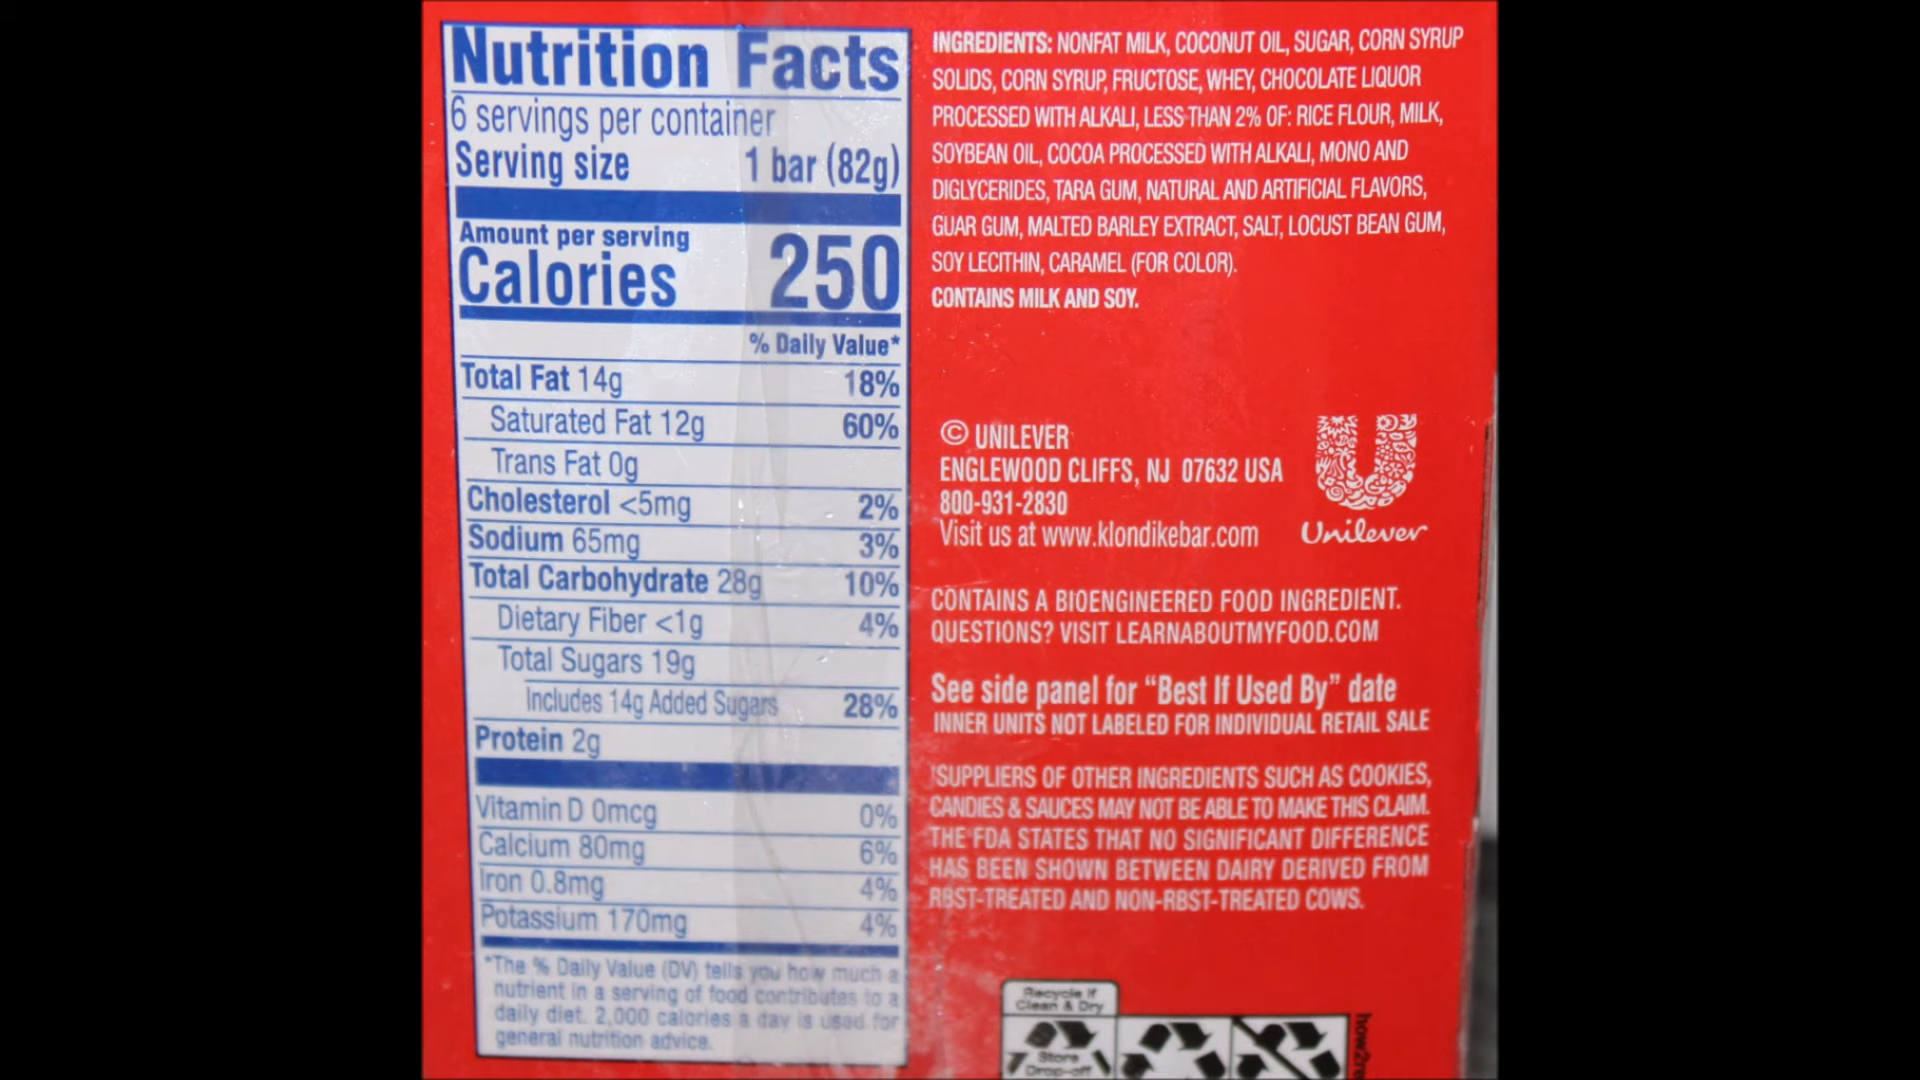 Nutrition Facts
6 servings per container
Serving size 1 bar (82g)
Amount per serving
Calories 250
% Daily Value*
Total Fat 14g 18%
Saturated Fat 12g 60%
Trans Fat 0g
Cholesterol <5mg 2%
Sodium 65mg 3%
Total Carbohydrate 28g 10%
Dietary Fiber <1g 4%
Total Sugars 19g
Includes 14g Added Sugars 28%
Protein 2g
Vitamin D 0mcg 0%
Calcium 80mg 6%
Iron 0.8mg 4%
Potassium 170mg 4%
*The % Daily Value (DV) tells you how much a
nutrient in a serving of food contributes to a
daily diet. 2,000 calories a day is used for
general nutrition advice.
INGREDIENTS: NONFAT MILK, COCONUT OIL, SUGAR, CORN SYRUP
SOLIDS, CORN SYRUP, FRUCTOSE, WHEY, CHOCOLATE LIQUOR
PROCESSED WITH ALKALI, LESS THAN 2% OF: RICE FLOUR, MILK,
SOYBEAN OIL, COCOA PROCESSED WITH ALKALI, MONO AND
DIGLYCERIDES, TARA GUM, NATURAL AND ARTIFICIAL FLAVORS,
GUAR GUM, MALTED BARLEY EXTRACT, SALT, LOCUST BEAN GUM,
SOY LECITHIN, CARAMEL (FOR COLOR).
CONTAINS MILK AND SOY.
© UNILEVER
ENGLEWOOD CLIFFS, NJ 07632 USA
800-931-2830
Visit us at www.klondikebar.com
Unilever
CONTAINS A BIOENGINEERED FOOD INGREDIENT.
QUESTIONS? VISIT LEARNABOUTMYFOOD.COM
See side panel for “Best If Used By” date
INNER UNITS NOT LABELED FOR INDIVIDUAL RETAIL SALE
SUPPLIERS OF OTHER INGREDIENTS SUCH AS COOKIES,
CANDIES & SAUCES MAY NOT BE ABLE TO MAKE THIS CLAIM.
THE FDA STATES THAT NO SIGNIFICANT DIFFERENCE
HAS BEEN SHOWN BETWEEN DAIRY DERIVED FROM
RBST-TREATED AND NON-RBST-TREATED COWS.
Recycle if
Clean & Dry
Store
Drop-off